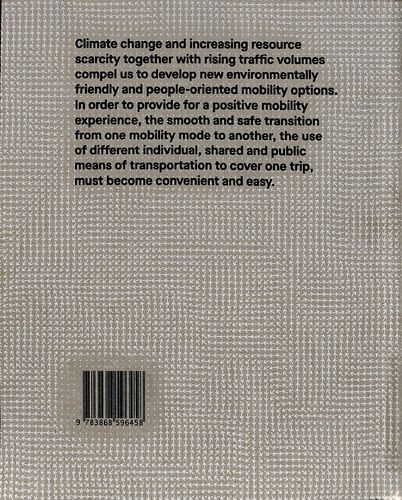 Climate change and increasing resource
scarcity together with rising traffic volumes
compel us to develop new environmentally
friendly and people-oriented mobility options.
In order to provide for a positive mobility
experience, the smooth and safe transition
from one mobility mode to another, the use
of different individual, shared and public
means of transportation to cover one trip,
must become convenient and easy.
9 783868 596458